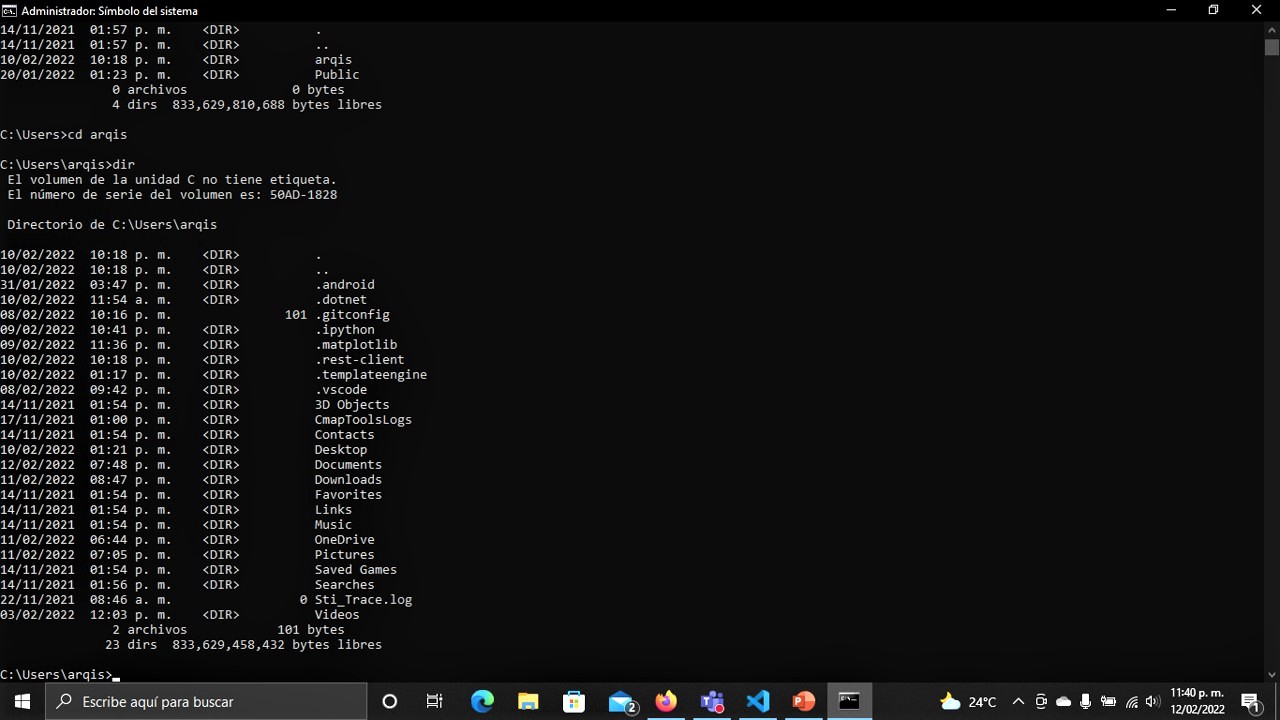 Administrador: Símbolo del sistema
14/11/2021  01:57 p. m.    <DIR>          .
14/11/2021  01:57 p. m.    <DIR>          ..
10/02/2022  10:18 p. m.    <DIR>          arqis
20/01/2022  01:23 p. m.    <DIR>          Public
               0 archivos              0 bytes
               4 dirs  833,629,810,688 bytes libres
C:\Users>cd arqis
C:\Users\arqis>dir
 El volumen de la unidad C no tiene etiqueta.
 El número de serie del volumen es: 50AD-1828
 Directorio de C:\Users\arqis
10/02/2022  10:18 p. m.    <DIR>          .
10/02/2022  10:18 p. m.    <DIR>          ..
31/01/2022  03:47 p. m.    <DIR>          .android
10/02/2022  11:54 a. m.    <DIR>          .dotnet
08/02/2022  10:16 p. m.               101 .gitconfig
09/02/2022  10:41 p. m.    <DIR>          .ipython
09/02/2022  11:36 p. m.    <DIR>          .matplotlib
10/02/2022  10:18 p. m.    <DIR>          .rest-client
10/02/2022  01:17 p. m.    <DIR>          .templateengine
08/02/2022  09:42 p. m.    <DIR>          .vscode
14/11/2021  01:54 p. m.    <DIR>          3D Objects
17/11/2021  01:00 p. m.    <DIR>          CmapToolsLogs
14/11/2021  01:54 p. m.    <DIR>          Contacts
10/02/2022  01:21 p. m.    <DIR>          Desktop
12/02/2022  07:48 p. m.    <DIR>          Documents
11/02/2022  08:47 p. m.    <DIR>          Downloads
14/11/2021  01:54 p. m.    <DIR>          Favorites
14/11/2021  01:54 p. m.    <DIR>          Links
14/11/2021  01:54 p. m.    <DIR>          Music
11/02/2022  06:44 p. m.    <DIR>          OneDrive
11/02/2022  07:05 p. m.    <DIR>          Pictures
14/11/2021  01:54 p. m.    <DIR>          Saved Games
14/11/2021  01:56 p. m.    <DIR>          Searches
22/11/2021  08:46 a. m.                 0 Sti_Trace.log
03/02/2022  12:03 p. m.    <DIR>          Videos
               2 archivos            101 bytes
              23 dirs  833,629,458,432 bytes libres
C:\Users\arqis>
Escribe aquí para buscar
2
24°C
11:40 p. m.
12/02/2022
1